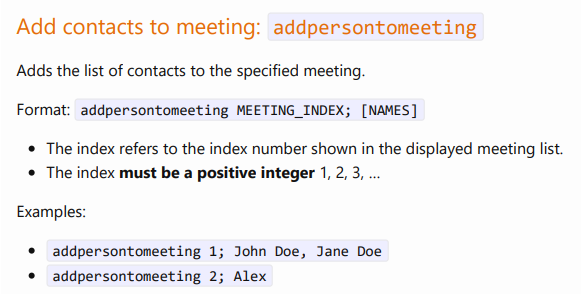 Add contacts to meeting: addpersontomeeting
Adds the list of contacts to the specified meeting.
Format: addpersontomeeting MEETING_INDEX; [NAMES]
• The index refers to the index number shown in the displayed meeting list.
• The index must be a positive integer 1, 2, 3, …
Examples:
• addpersontomeeting 1; John Doe, Jane Doe
• addpersontomeeting 2; Alex